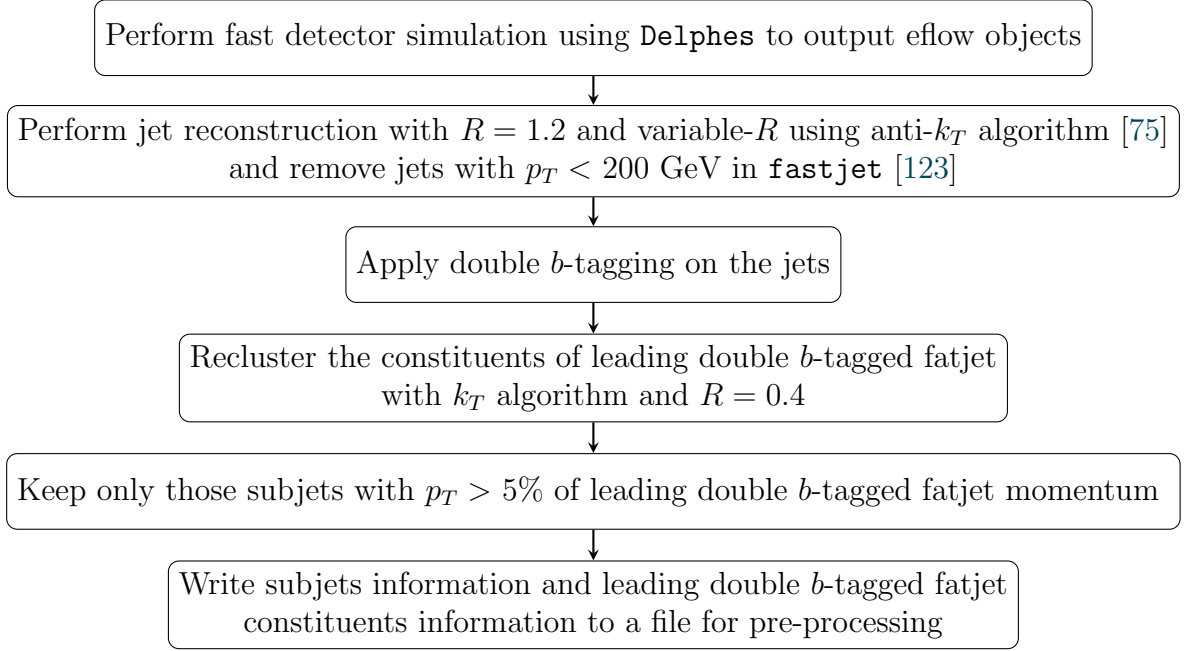 Perform fast detector simulation using Delphes to output eflow objects
Perform jet reconstruction with R = 1.2 and variable-R using anti-k_T algorithm [75]
and remove jets with p_T < 200 GeV in fastjet [123]
Apply double b-tagging on the jets
Recluster the constituents of leading double b-tagged fatjet
with k_T algorithm and R = 0.4
Keep only those subjets with p_T > 5% of leading double b-tagged fatjet momentum
Write subjets information and leading double b-tagged fatjet
constituents information to a file for pre-processing